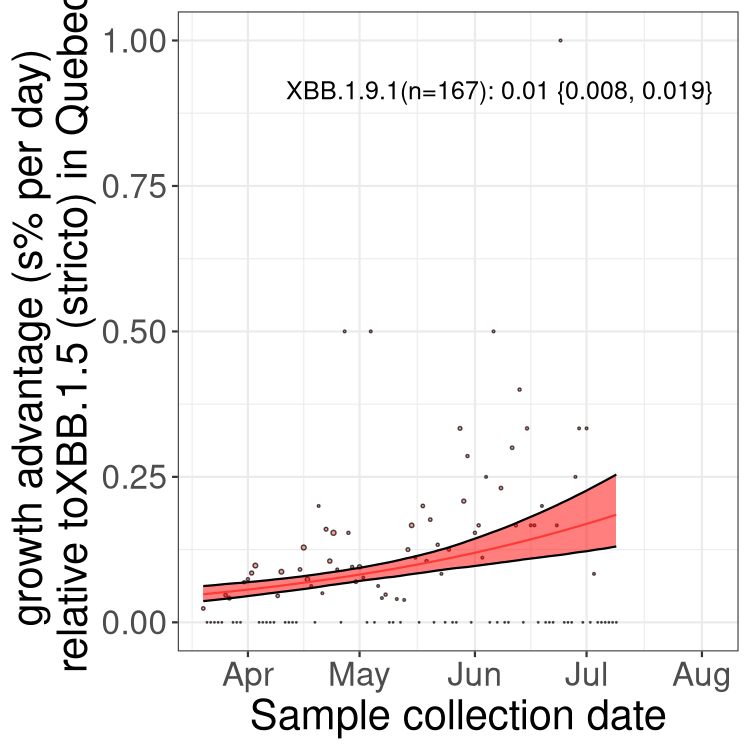 growth advantage (s% per day)
relative toXBB.1.5 (stricto) in Quebec
1.00
0.75
0.50
0.25
0.00
XBB.1.9.1(n=167): 0.01 {0.008, 0.019}
Apr May Jun Jul Aug
Sample collection date